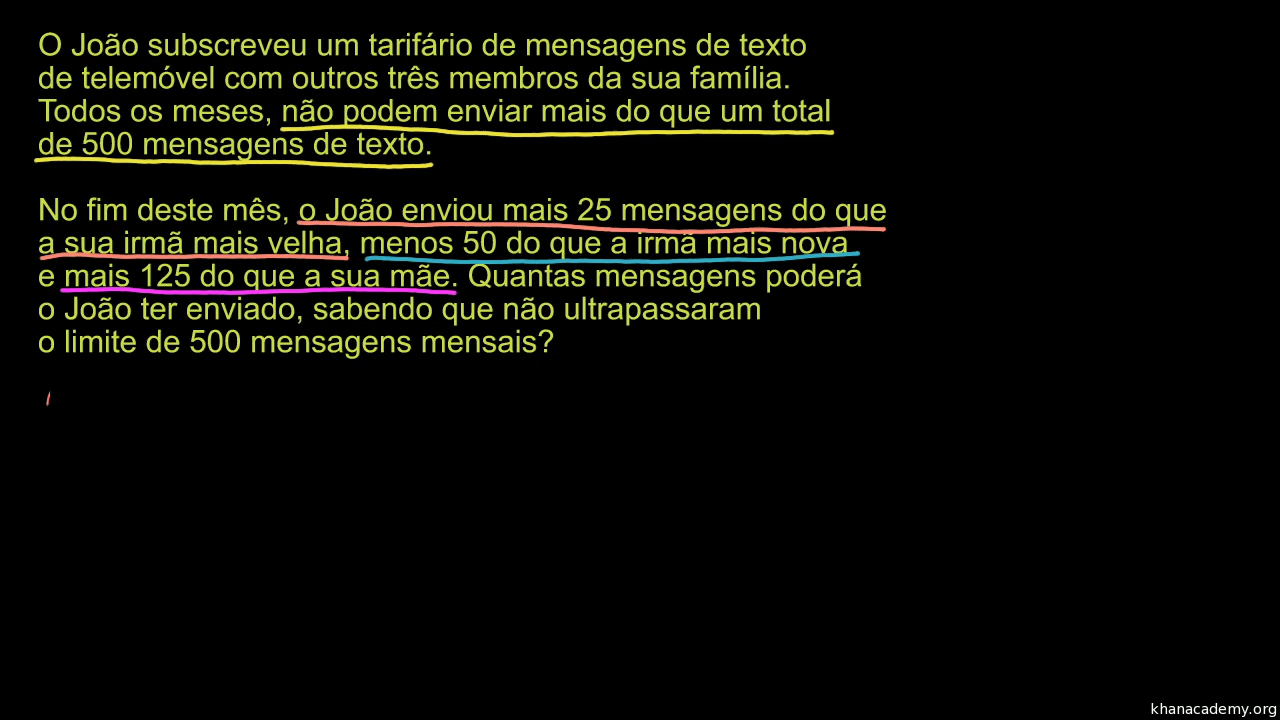 O João subscreveu um tarifário de mensagens de texto
de telemóvel com outros três membros da sua família.
Todos os meses, não podem enviar mais do que um total
de 500 mensagens de texto.
No fim deste mês, o João enviou mais 25 mensagens do que
a sua irmã mais velha, menos 50 do que a irmã mais nova
e mais 125 do que a sua mãe. Quantas mensagens poderá
o João ter enviado, sabendo que não ultrapassaram
o limite de 500 mensagens mensais?
khanacademy.org